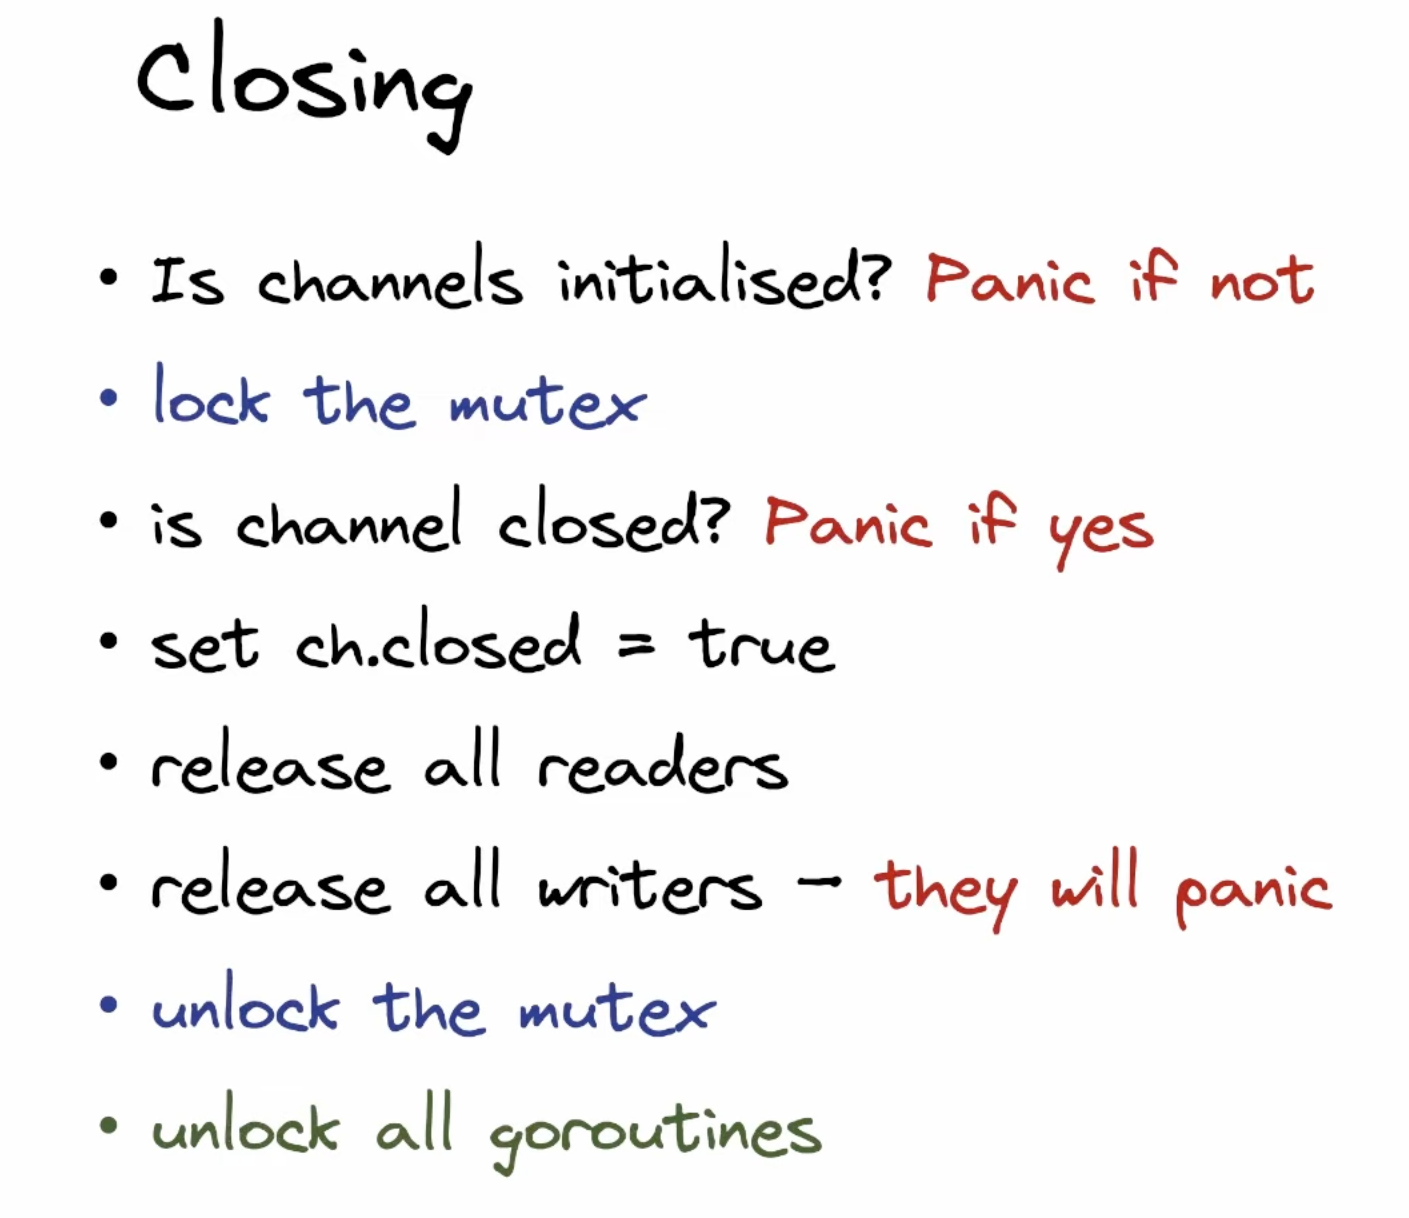 Closing
• Is channels initialised? Panic if not
• lock the mutex
• is channel closed? Panic if yes
• set ch.closed = true
• release all readers
• release all writers - they will panic
• unlock the mutex
• unlock all goroutines